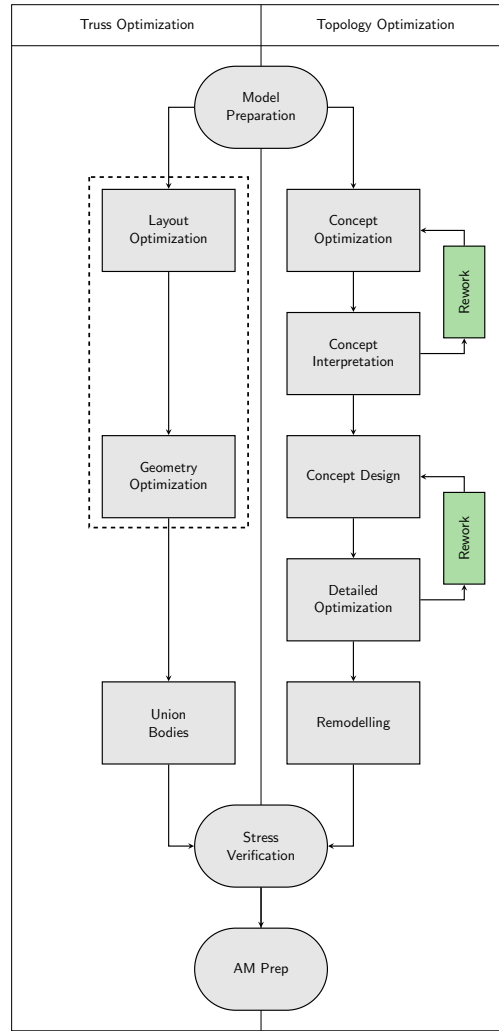 Truss Optimization
Topology Optimization
Model
Preparation
Layout
Optimization
Concept
Optimization
Rework
Concept
Interpretation
Geometry
Optimization
Concept Design
Rework
Detailed
Optimization
Union
Bodies
Remodelling
Stress
Verification
AM Prep